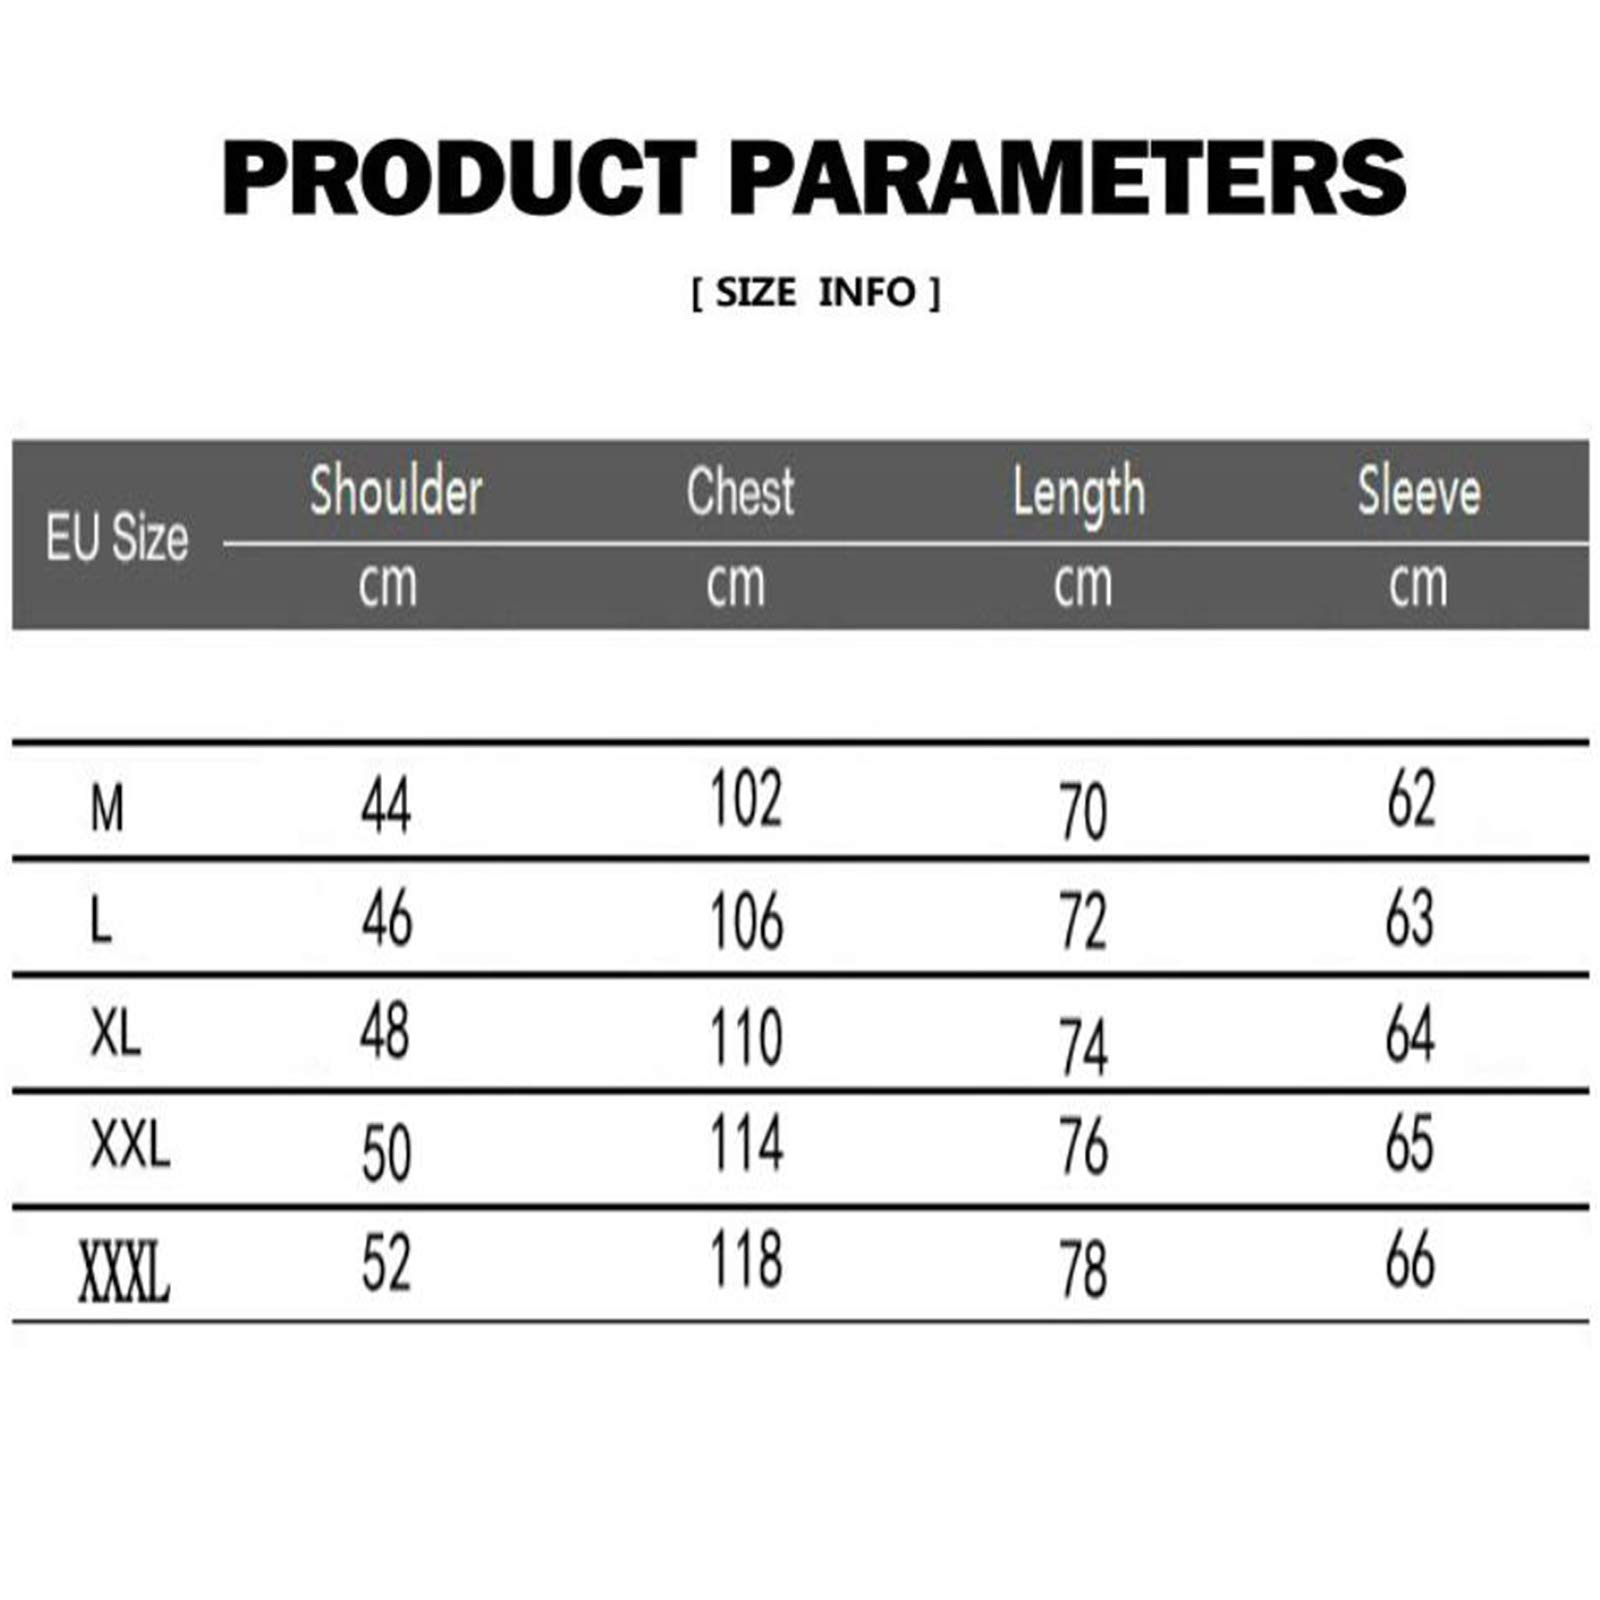 PRODUCT PARAMETERS
[ SIZE INFO ]
EU Size Shoulder Chest Length Sleeve
cm cm cm cm
M 44 102 70 62
L 46 106 72 63
XL 48 110 74 64
XXL 50 114 76 65
XXXL 52 118 78 66